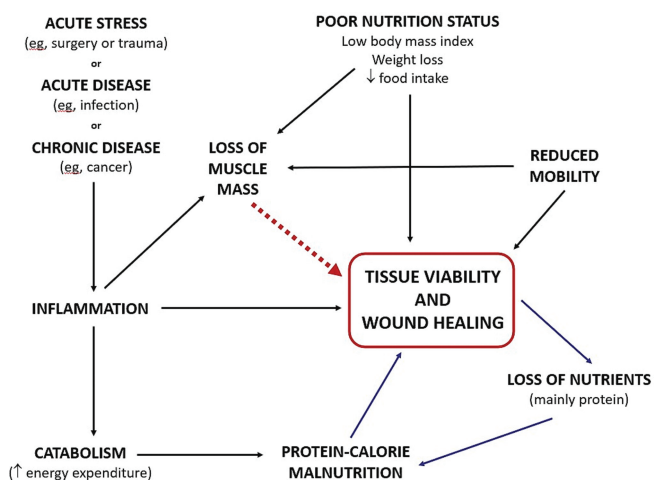 ACUTE STRESS
(eg, surgery or trauma)
or
ACUTE DISEASE
(eg, infection)
or
CHRONIC DISEASE
(eg, cancer)
POOR NUTRITION STATUS
Low body mass index
Weight loss
↓ food intake
LOSS OF
MUSCLE
MASS
REDUCED
MOBILITY
TISSUE VIABILITY
AND
WOUND HEALING
INFLAMMATION
LOSS OF NUTRIENTS
(mainly protein)
CATABOLISM
(↑ energy expenditure)
PROTEIN-CALORIE
MALNUTRITION